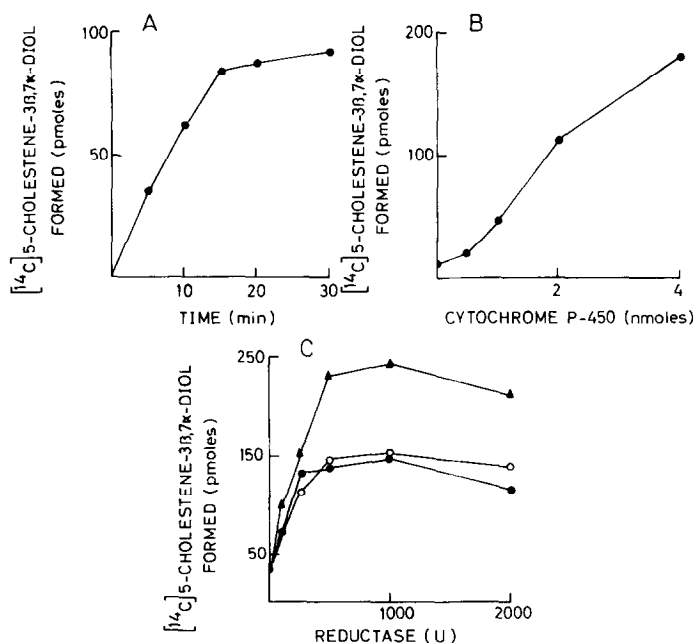 A
[¹⁴C]5-CHOLESTENE-3β,7α-DIOL
FORMED (pmoles)
100
50
10
20
30
TIME (min)
B
[¹⁴C]5-CHOLESTENE-3β,7α-DIOL
FORMED (pmoles)
200
100
2
4
CYTOCHROME P-450 (nmoles)
C
[¹⁴C]5-CHOLESTENE-3β,7α-DIOL
FORMED (pmoles)
250
150
50
1000
2000
REDUCTASE (U)